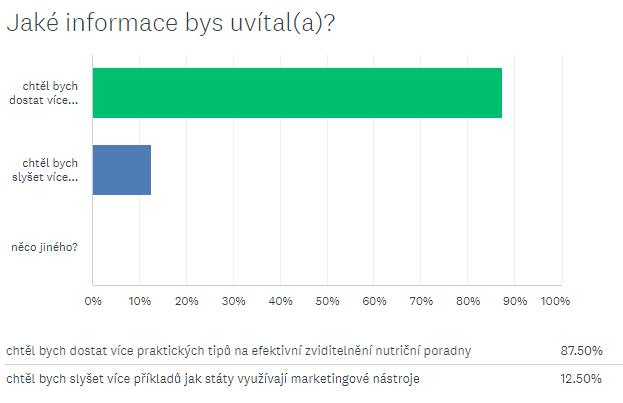 Jaké informace bys uvítal(a)?
chtěl bych
dostat více...
chtěl bych
slyšet více...
něco jiného?
0% 10% 20% 30% 40% 50% 60% 70% 80% 90% 100%
chtěl bych dostat více praktických tipů na efektivní zviditelnění nutriční poradny 87.50%
chtěl bych slyšet více příkladů jak státy využívají marketingové nástroje 12.50%